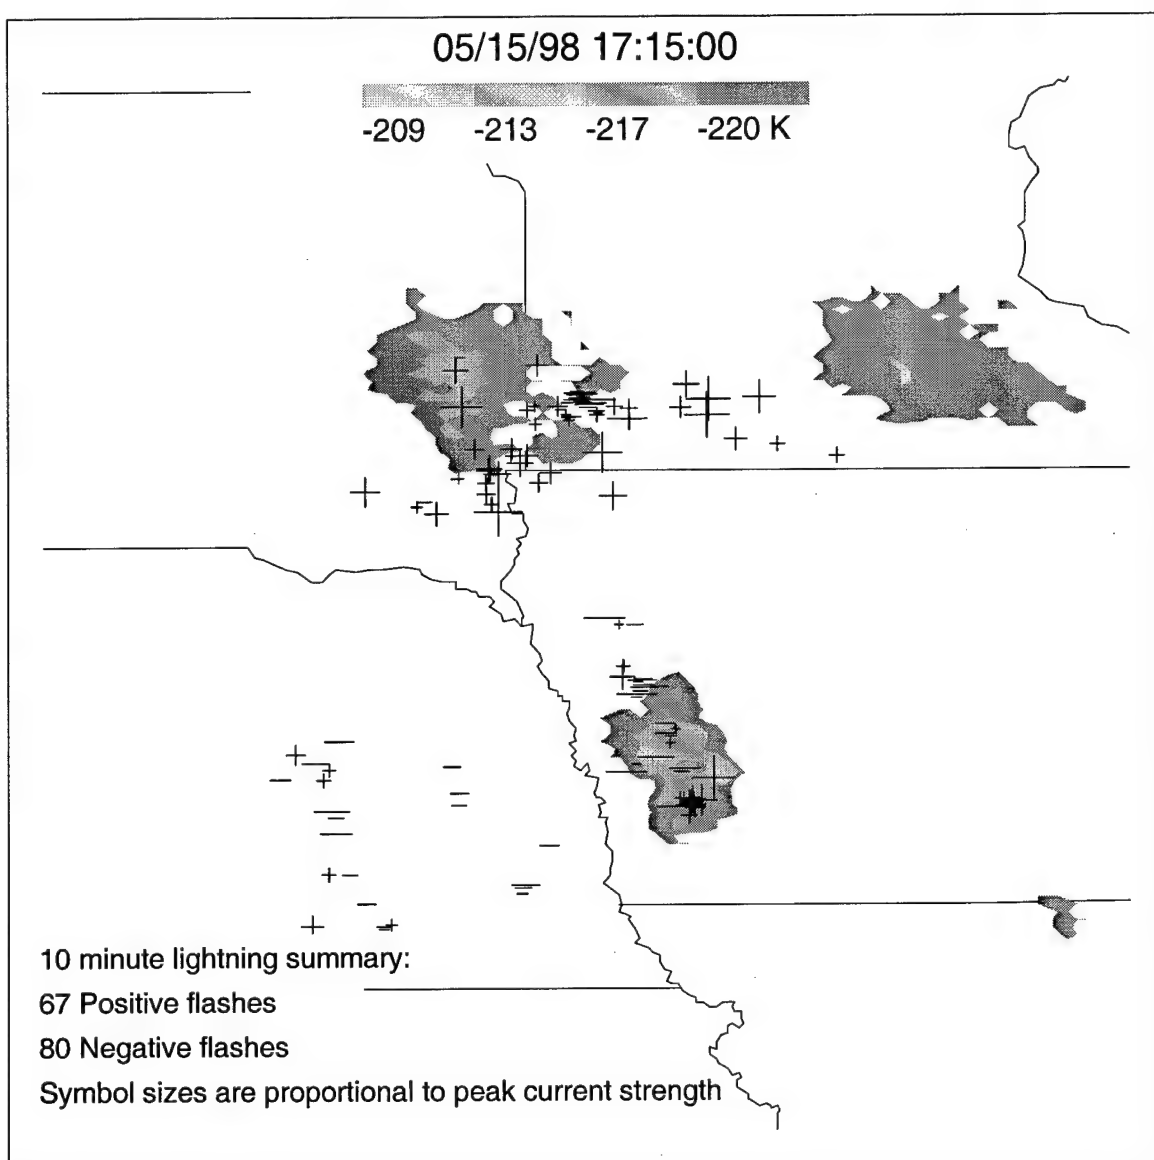 05/15/98 17:15:00
-209 -213 -217 -220 K
10 minute lightning summary:
67 Positive flashes
80 Negative flashes
Symbol sizes are proportional to peak current strength